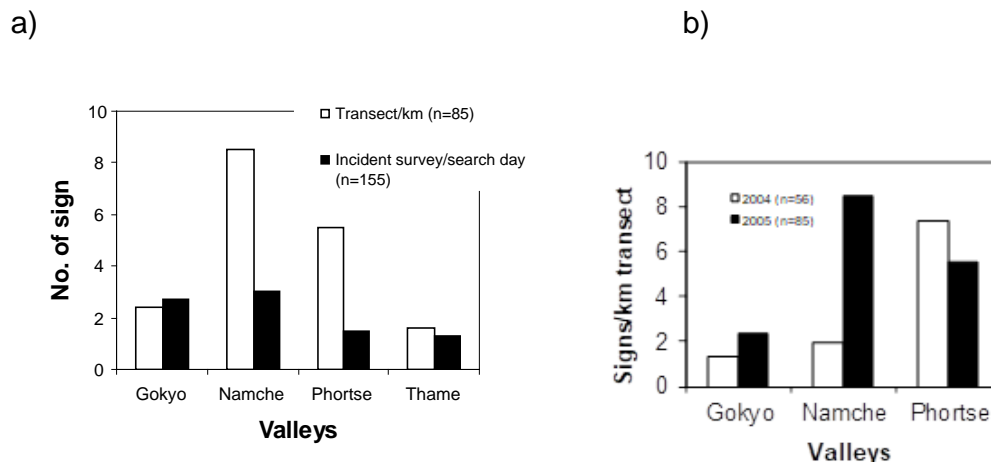 a)
b)
10
8
6
4
2
0
No. of sign
Transect/km (n=85)
Incident survey/search day
(n=155)
Gokyo Namche Phortse Thame
Valleys
10
8
6
4
2
0
Signs/km transect
2004 (n=56)
2005 (n=85)
Gokyo Namche Phortse
Valleys